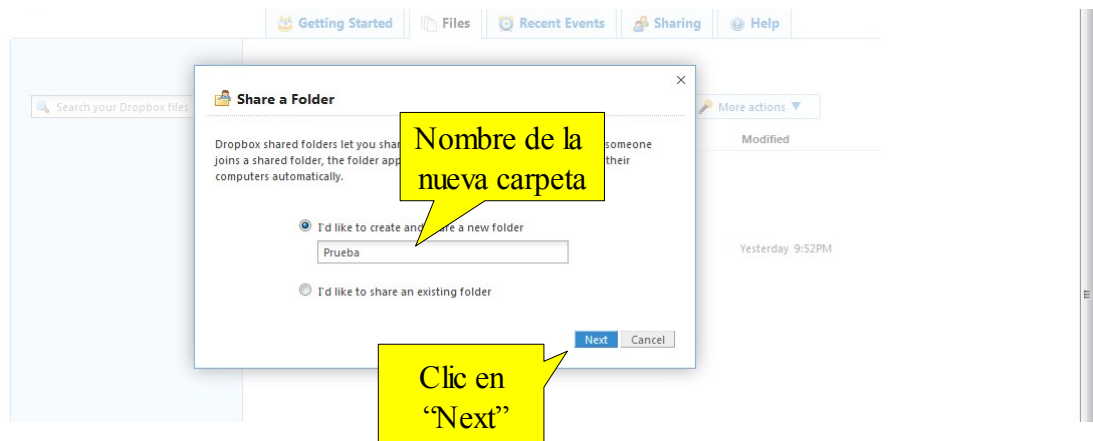 Getting Started Files Recent Events Sharing Help
Share a Folder
Search your Dropbox files
More actions
Modified
Nombre de la
nueva carpeta
Dropbox shared folders let you someone
joins a shared folder, the folder their
computers automatically.
I'd like to create and a new folder
Prueba
Yesterday 9:52PM
I'd like to share an existing folder
Next Cancel
Clic en
“Next”